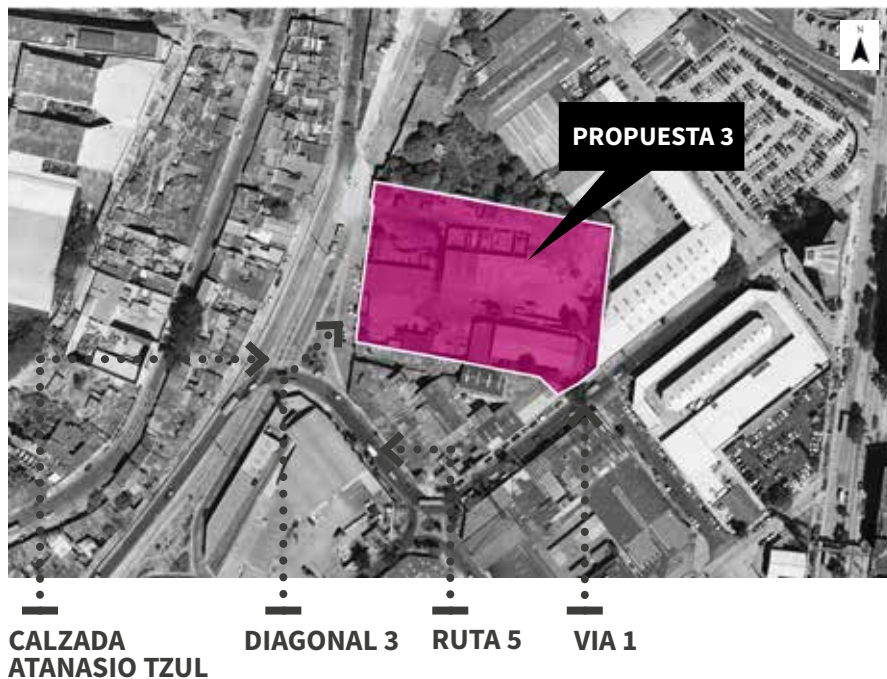 N
PROPUESTA 3
CALZADA
ATANASIO TZUL
DIAGONAL 3
RUTA 5
VIA 1